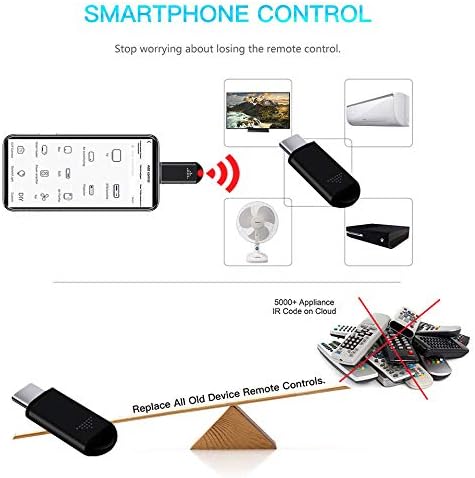 SMARTPHONE CONTROL
Stop worrying about losing the remote control.
5000+ Appliance
IR Code on Cloud
Replace All Old Device Remote Controls.
DIY